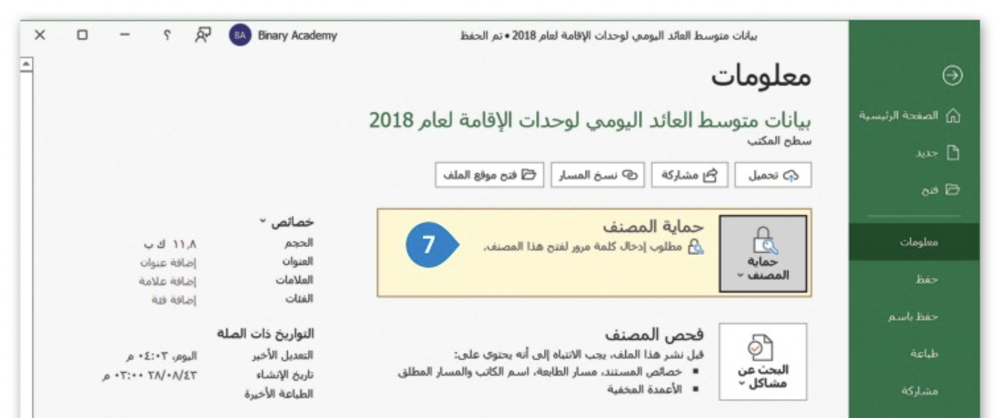 بيانات متوسط العائد اليومي لوحدات الإقامة لعام 2018 • تم الحفظ
Binary Academy
BA
؟
معلومات
بيانات متوسط العائد اليومي لوحدات الإقامة لعام 2018
سطح المكتب
تحميل
مشاركة
نسخ المسار
فتح موقع الملف
حماية المصنف
حماية المصنف
مطلوب إدخال كلمة مرور لفتح هذا المصنف.
7
البحث عن مشاكل
فحص المصنف
قبل نشر هذا الملف، يجب الانتباه إلى أنه يحتوي على:
▪ خصائص المستند، مسار الطابعة، اسم الكاتب والمسار المطلق
▪ الأعمدة المخفية
خصائص
الحجم ١١,٨ ك ب
العنوان إضافة عنوان
العلامات إضافة علامة
الفئات إضافة فئة
التواريخ ذات الصلة
التعديل الأخير اليوم، ٠٤:٠٣ م
تاريخ الإنشاء ٢٨/٠٨/٤٣ ٠٣:٠٠ م
الطباعة الأخيرة
الصفحة الرئيسية
جديد
فتح
معلومات
حفظ
حفظ باسم
طباعة
مشاركة